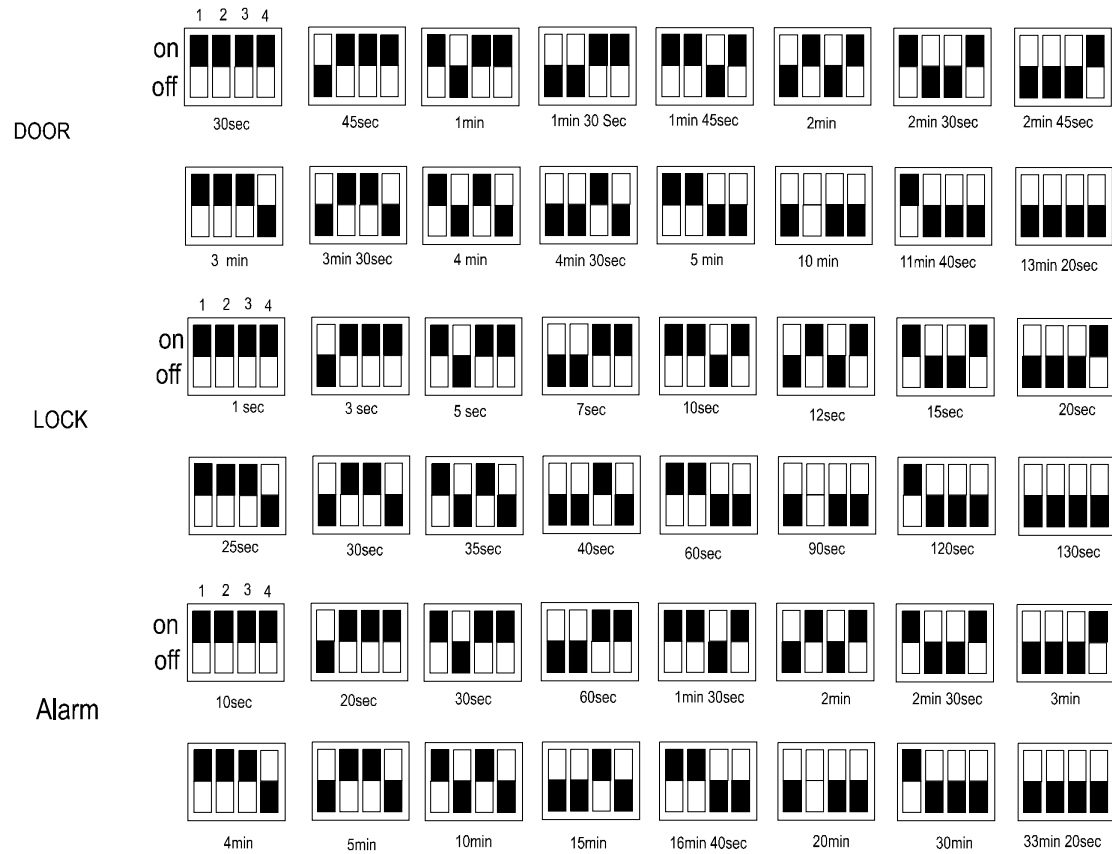 1 2 3 4
on
off
30sec 45sec 1min 1min 30 Sec 1min 45sec 2min 2min 30sec 2min 45sec
DOOR
3 min 3min 30sec 4 min 4min 30sec 5 min 10 min 11min 40sec 13min 20sec
1 2 3 4
on
off
1 sec 3 sec 5 sec 7sec 10sec 12sec 15sec 20sec
LOCK
25sec 30sec 35sec 40sec 60sec 90sec 120sec 130sec
1 2 3 4
on
off
10sec 20sec 30sec 60sec 1min 30sec 2min 2min 30sec 3min
Alarm
4min 5min 10min 15min 16min 40sec 20min 30min 33min 20sec